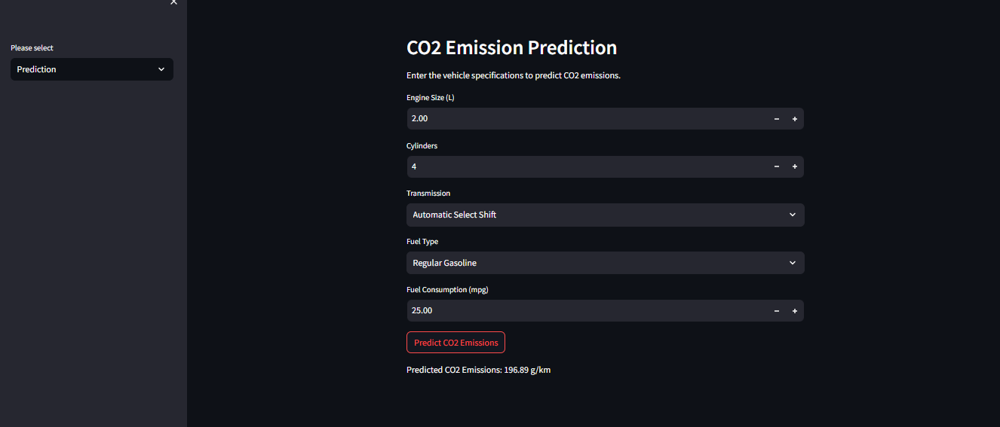 Please select
Prediction
CO2 Emission Prediction
Enter the vehicle specifications to predict CO2 emissions.
Engine Size (L)
2.00
Cylinders
4
Transmission
Automatic Select Shift
Fuel Type
Regular Gasoline
Fuel Consumption (mpg)
25.00
Predict CO2 Emissions
Predicted CO2 Emissions: 196.89 g/km